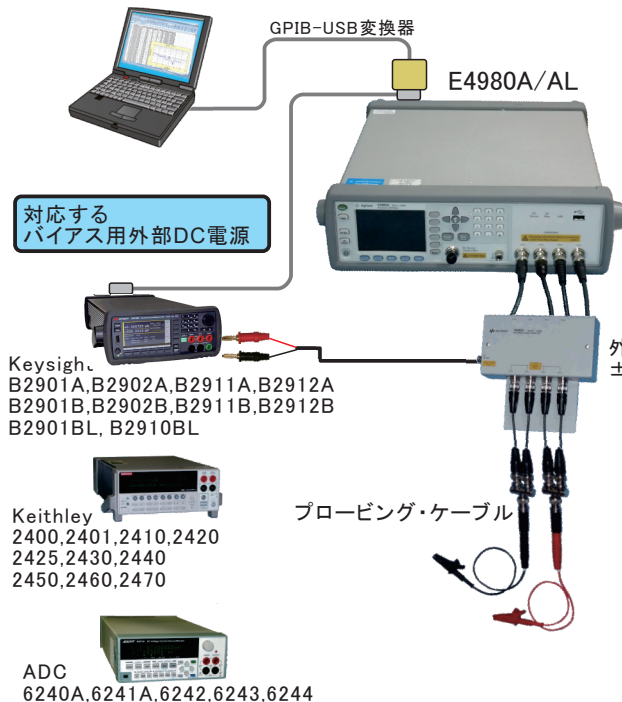 GPIB-USB変換器
E4980A/AL
対応する
バイアス用外部DC電源
Keysight
B2901A,B2902A,B2911A,B2912A
B2901B,B2902B,B2911B,B2912B
B2901BL, B2910BL
外
プロービング・ケーブル
Keithley
2400,2401,2410,2420
2425,2430,2440
2450,2460,2470
ADC
6240A,6241A,6242,6243,6244